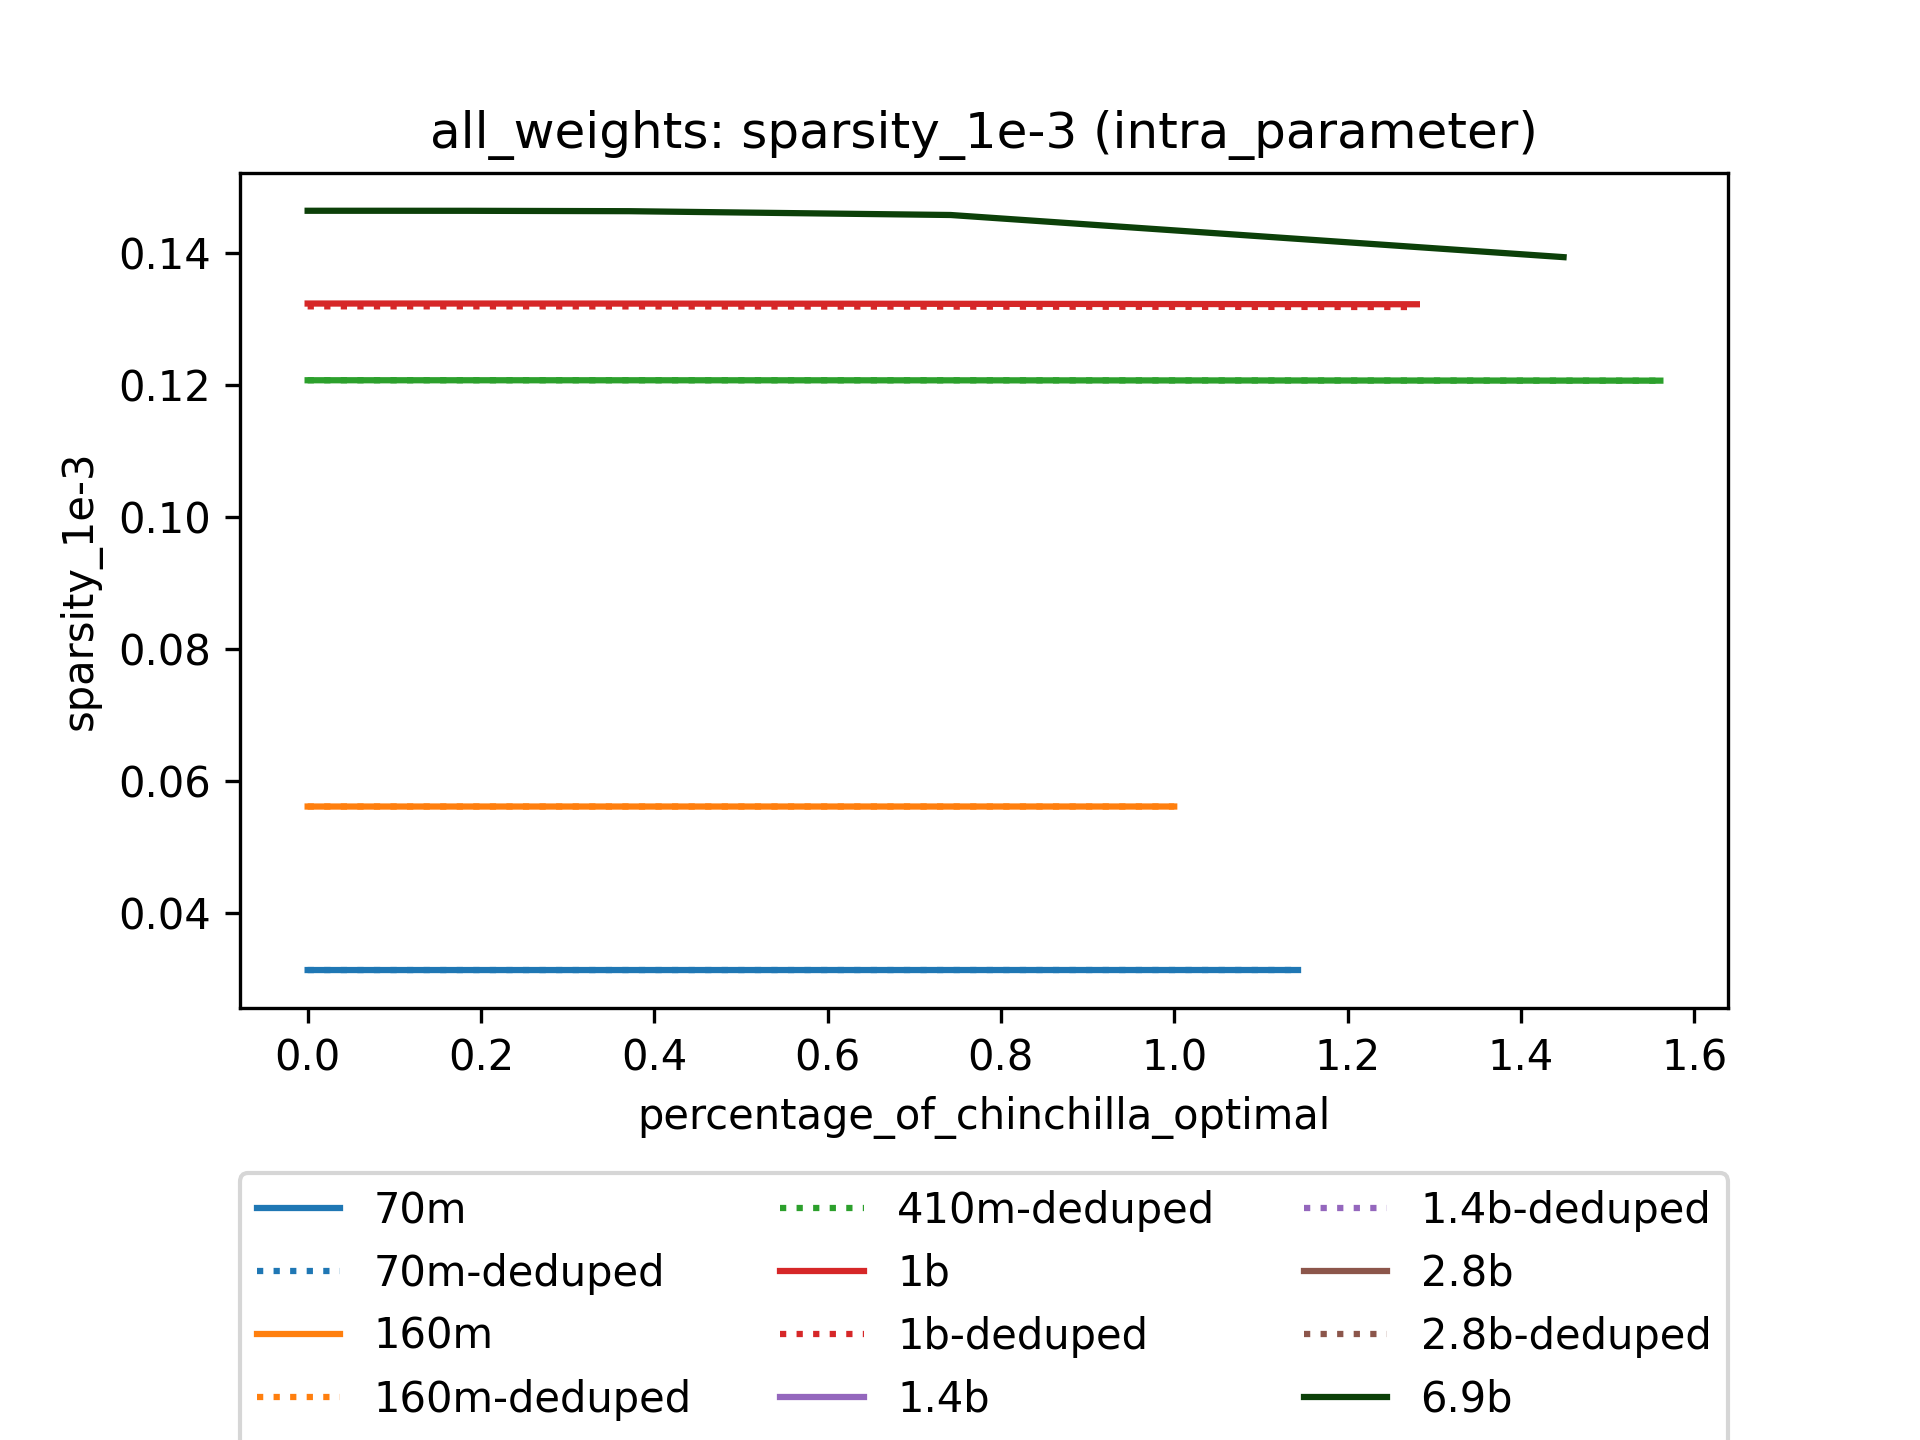 all_weights: sparsity_1e-3 (intra_parameter)
sparsity_1e-3
0.14
0.12
0.10
0.08
0.06
0.04
0.0 0.2 0.4 0.6 0.8 1.0 1.2 1.4 1.6
percentage_of_chinchilla_optimal
70m 410m-deduped 1.4b-deduped
70m-deduped 1b 2.8b
160m 1b-deduped 2.8b-deduped
160m-deduped 1.4b 6.9b